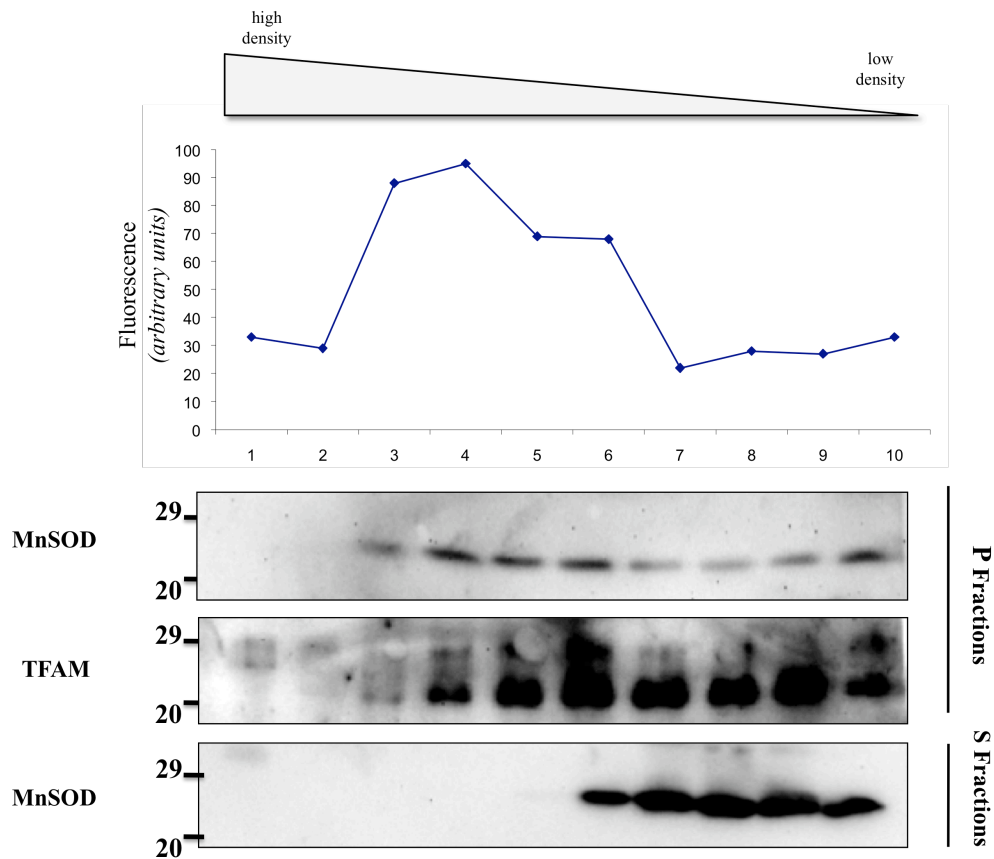 high
density
low
density
Fluorescence
(arbitrary units)
100
90
80
70
60
50
40
30
20
10
0
1 2 3 4 5 6 7 8 9 10
MnSOD
29
20
TFAM
29
20
MnSOD
29
20
P Fractions
S Fractions